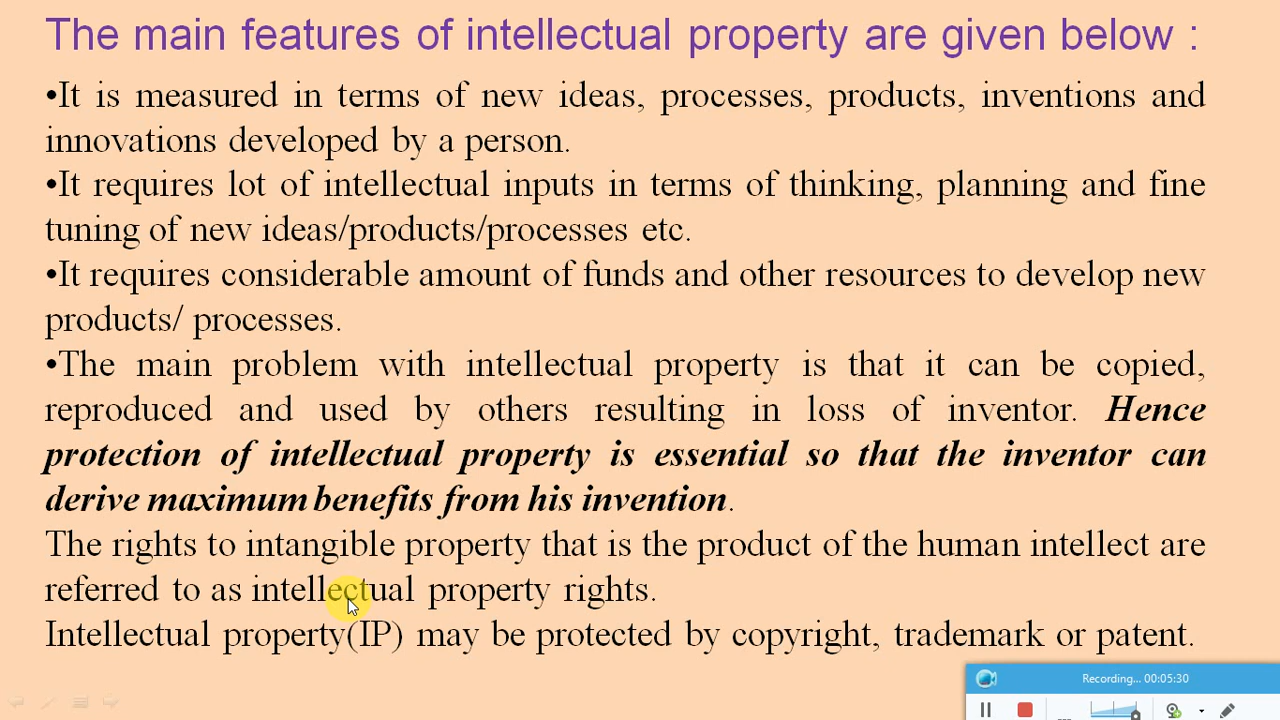 The main features of intellectual property are given below :
•It is measured in terms of new ideas, processes, products, inventions and
innovations developed by a person.
•It requires lot of intellectual inputs in terms of thinking, planning and fine
tuning of new ideas/products/processes etc.
•It requires considerable amount of funds and other resources to develop new
products/ processes.
•The main problem with intellectual property is that it can be copied,
reproduced and used by others resulting in loss of inventor. Hence
protection of intellectual property is essential so that the inventor can
derive maximum benefits from his invention.
The rights to intangible property that is the product of the human intellect are
referred to as intellectual property rights.
Intellectual property(IP) may be protected by copyright, trademark or patent.
Recording... 00:05:30